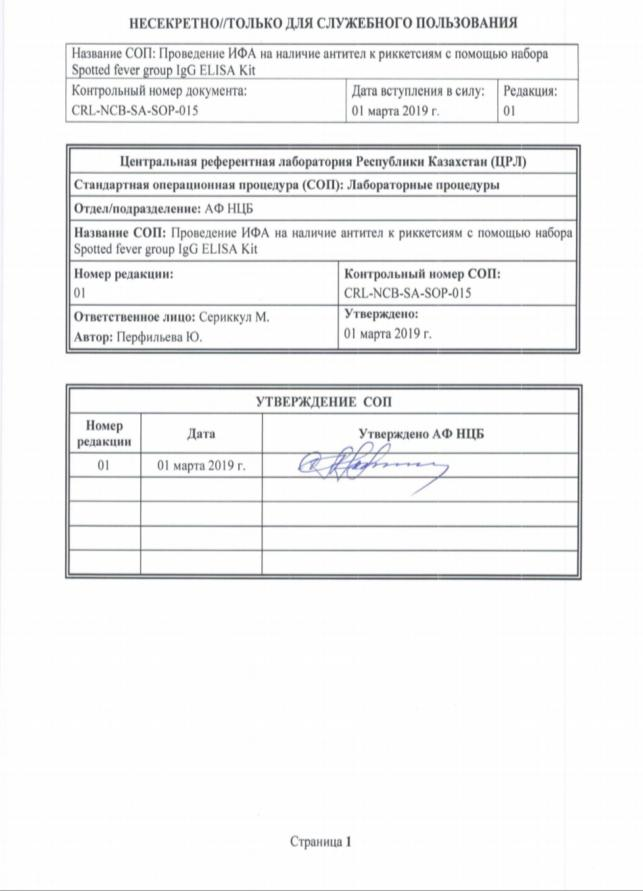 НЕСЕКРЕТНО//ТОЛЬКО ДЛЯ СЛУЖЕБНОГО ПОЛЬЗОВАНИЯ
Название СОП: Проведение ИФА на наличие антител к риккетсиям с помощью набора
Spotted fever group IgG ELISA Kit
Контрольный номер документа:
CRL-NCB-SA-SOP-015
Дата вступления в силу:
01 марта 2019 г.
Редакция:
01
Центральная референтная лаборатория Республики Казахстан (ЦРЛ)
Стандартная операционная процедура (СОП): Лабораторные процедуры
Отдел/подразделение: АФ НЦБ
Название СОП: Проведение ИФА на наличие антител к риккетсиям с помощью набора
Spotted fever group IgG ELISA Kit
Номер редакции:
01
Контрольный номер СОП:
CRL-NCB-SA-SOP-015
Ответственное лицо: Сериккул М.
Автор: Перфильева Ю.
Утверждено:
01 марта 2019 г.
УТВЕРЖДЕНИЕ СОП
Номер
редакции
Дата
Утверждено АФ НЦБ
01
01 марта 2019 г.
Страница 1